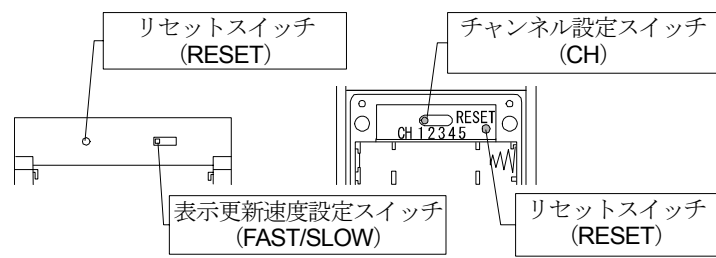 リセットスイッチ
(RESET)
チャンネル設定スイッチ
(CH)
RESET
CH 1 2 3 4 5
表示更新速度設定スイッチ
(FAST/SLOW)
リセットスイッチ
(RESET)